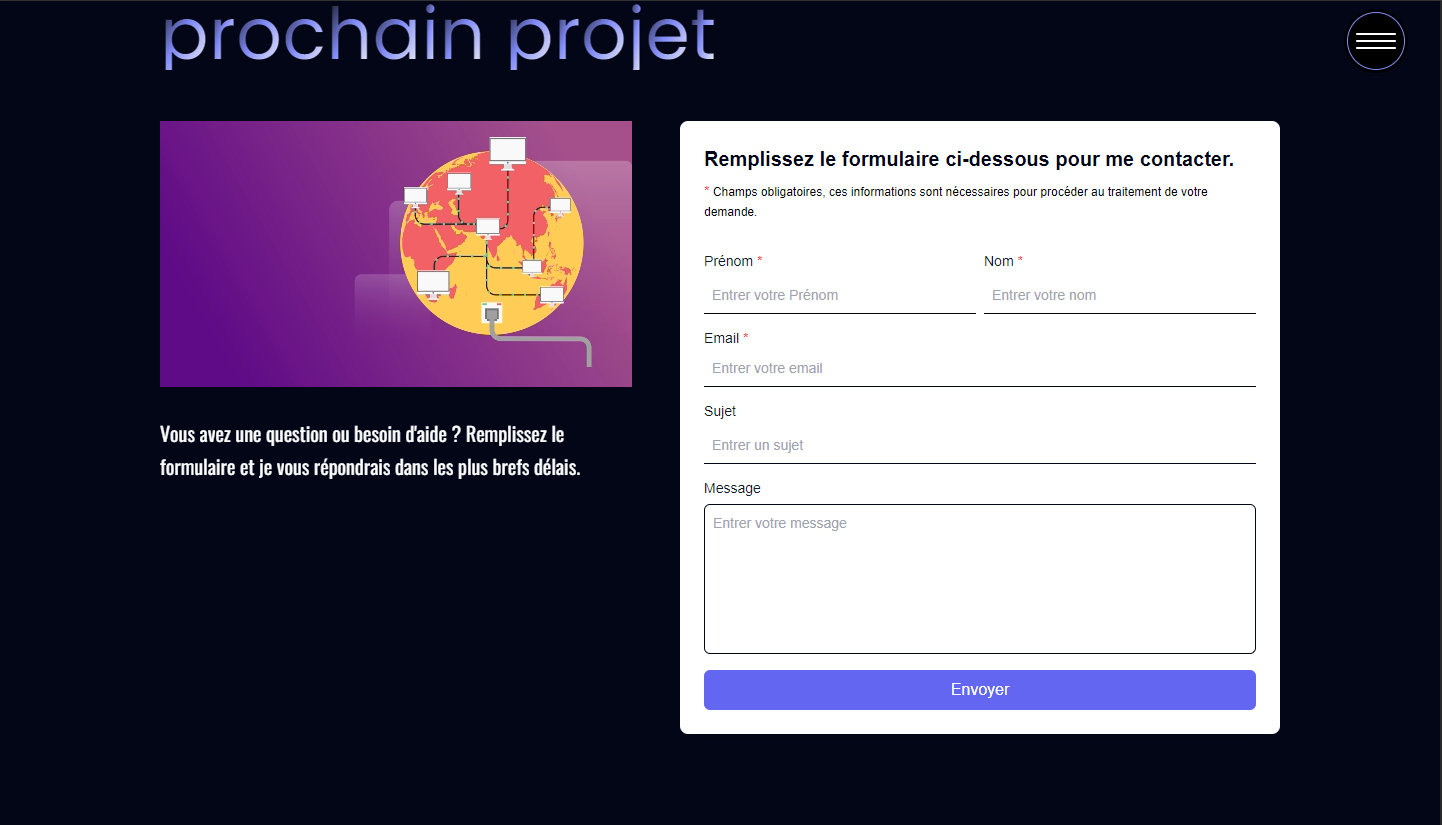 prochain projet
Remplissez le formulaire ci-dessous pour me contacter.
* Champs obligatoires, ces informations sont nécessaires pour procéder au traitement de votre
demande.
Prénom *
Nom *
Entrer votre Prénom
Entrer votre nom
Email *
Entrer votre email
Sujet
Entrer un sujet
Message
Entrer votre message
Envoyer
Vous avez une question ou besoin d'aide ? Remplissez le
formulaire et je vous répondrais dans les plus brefs délais.